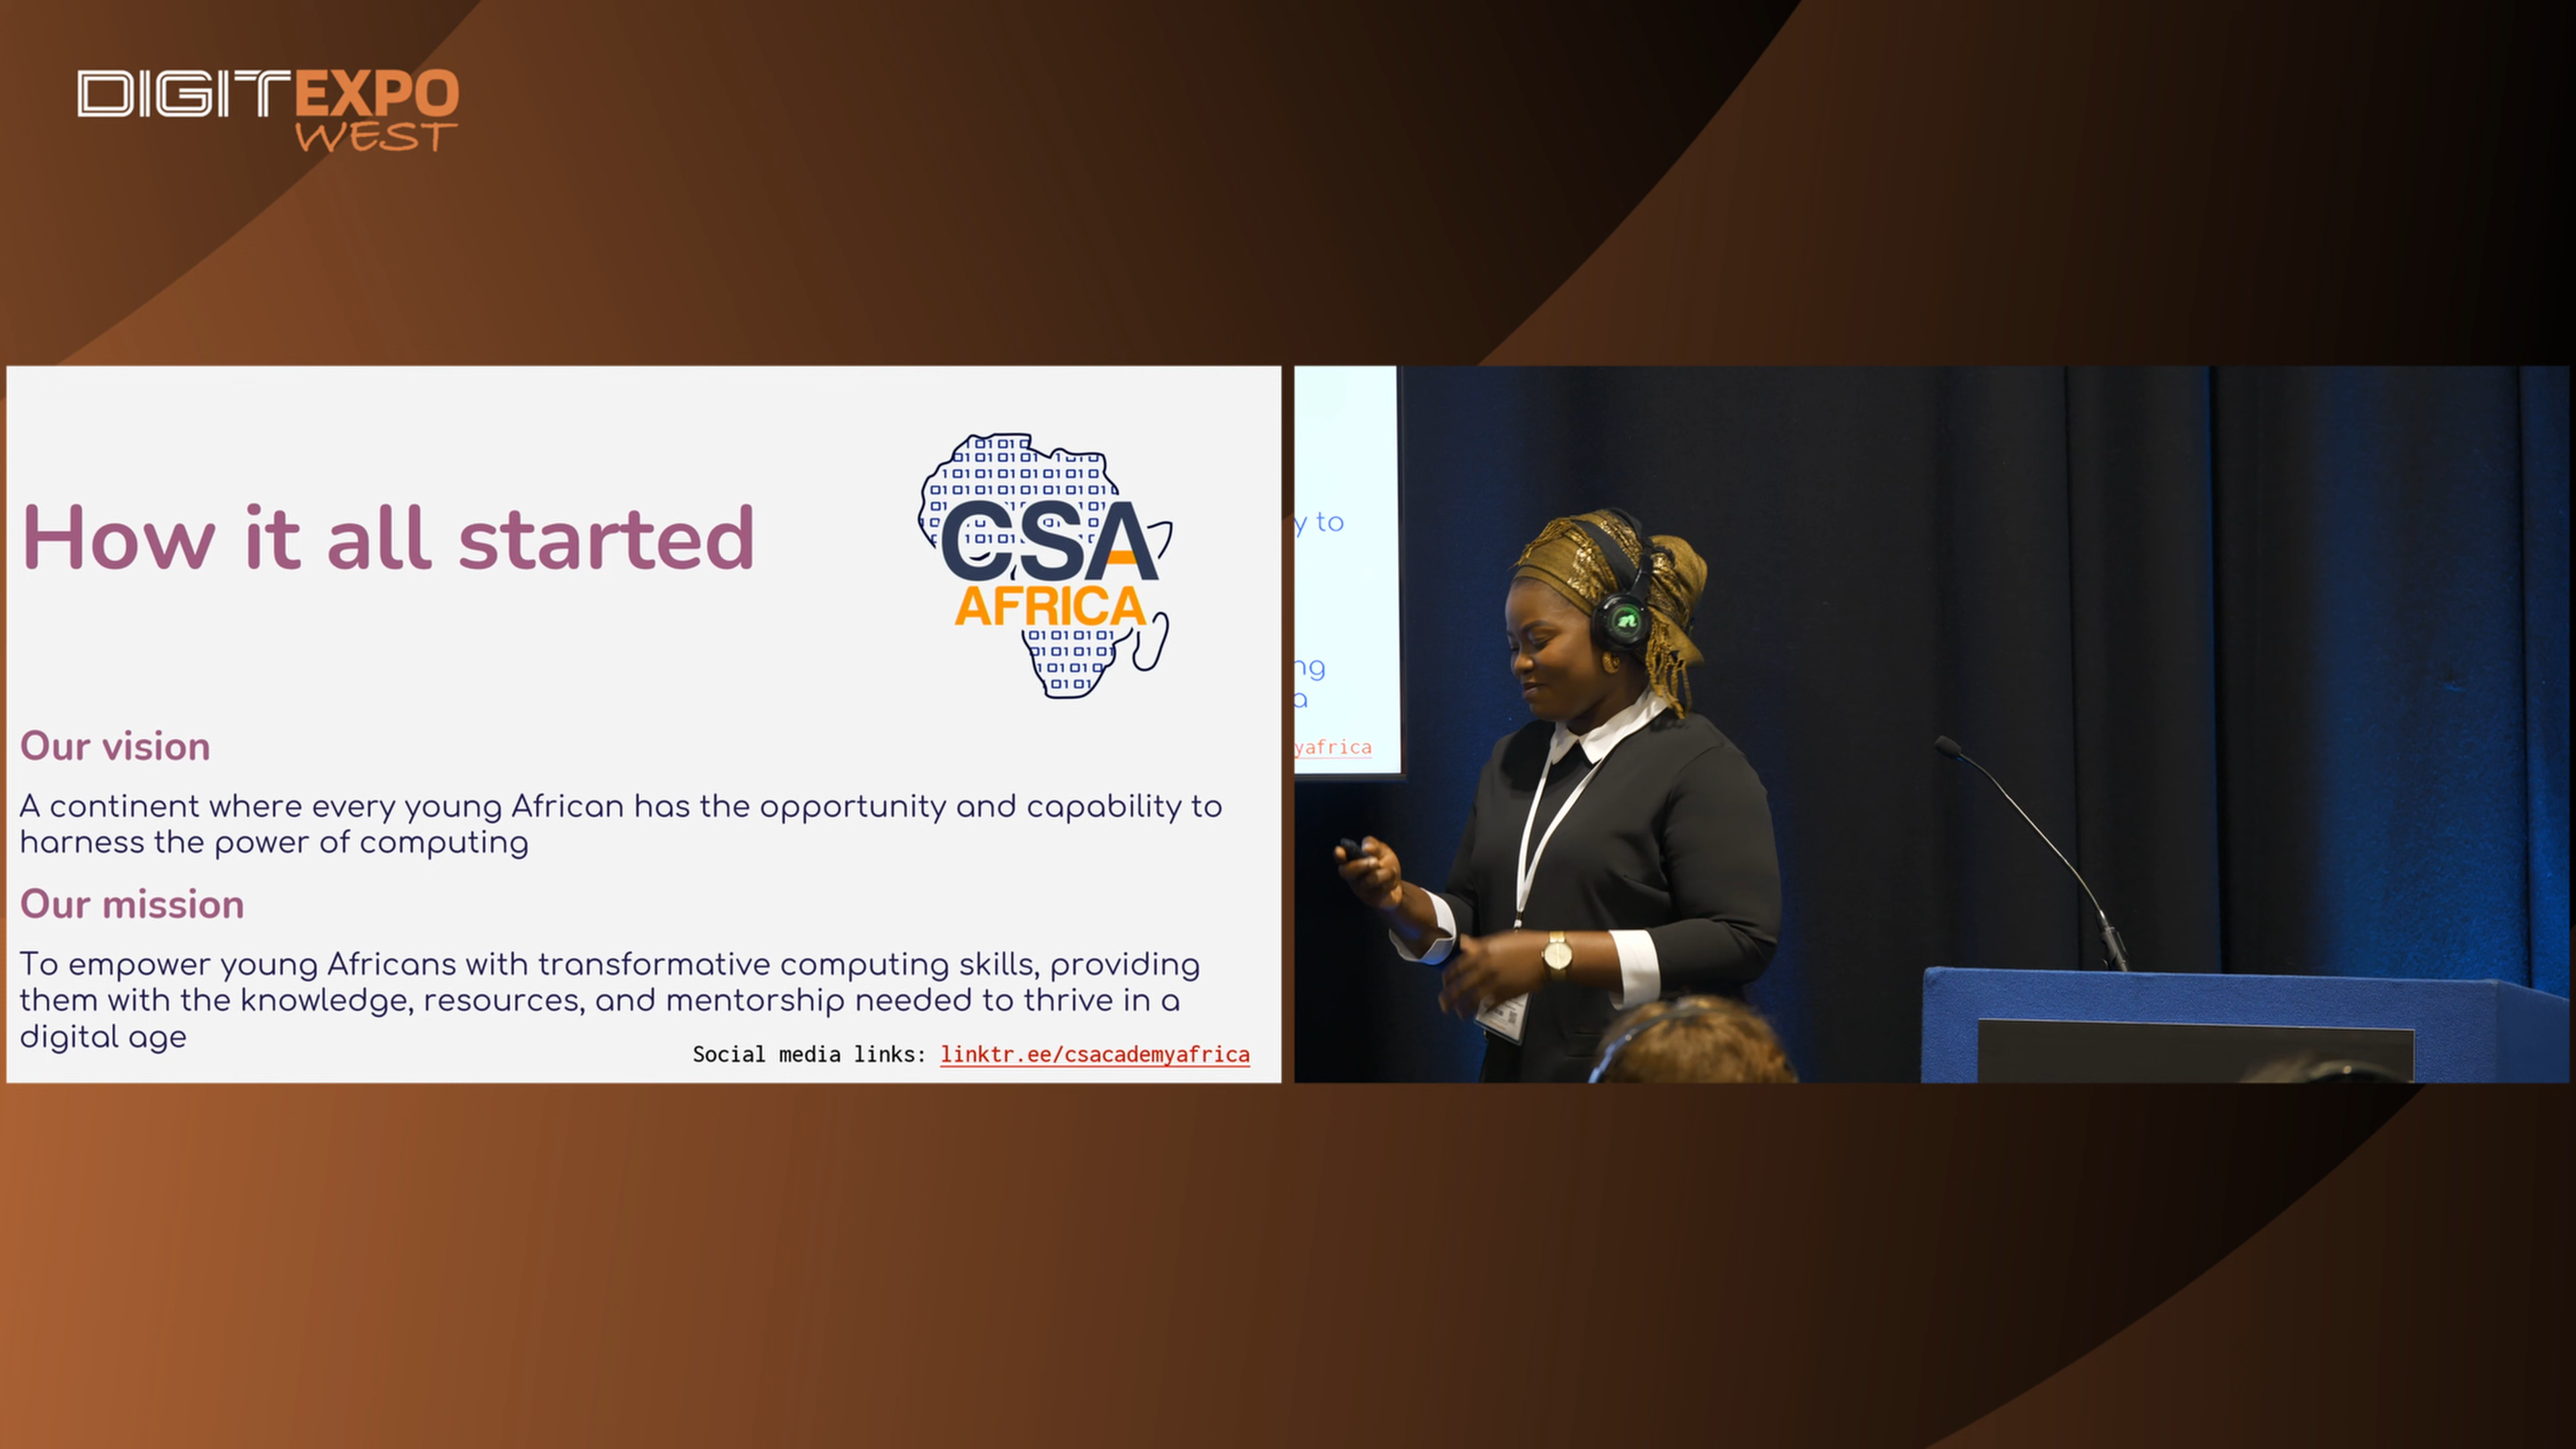 DIGITEXPO
WEST
How it all started
CSA
AFRICA
Our vision
A continent where every young African has the opportunity and capability to
harness the power of computing
Our mission
To empower young Africans with transformative computing skills, providing
them with the knowledge, resources, and mentorship needed to thrive in a
digital age
Social media links: linktr.ee/csacademyafrica
y to
ng
a
yafrica